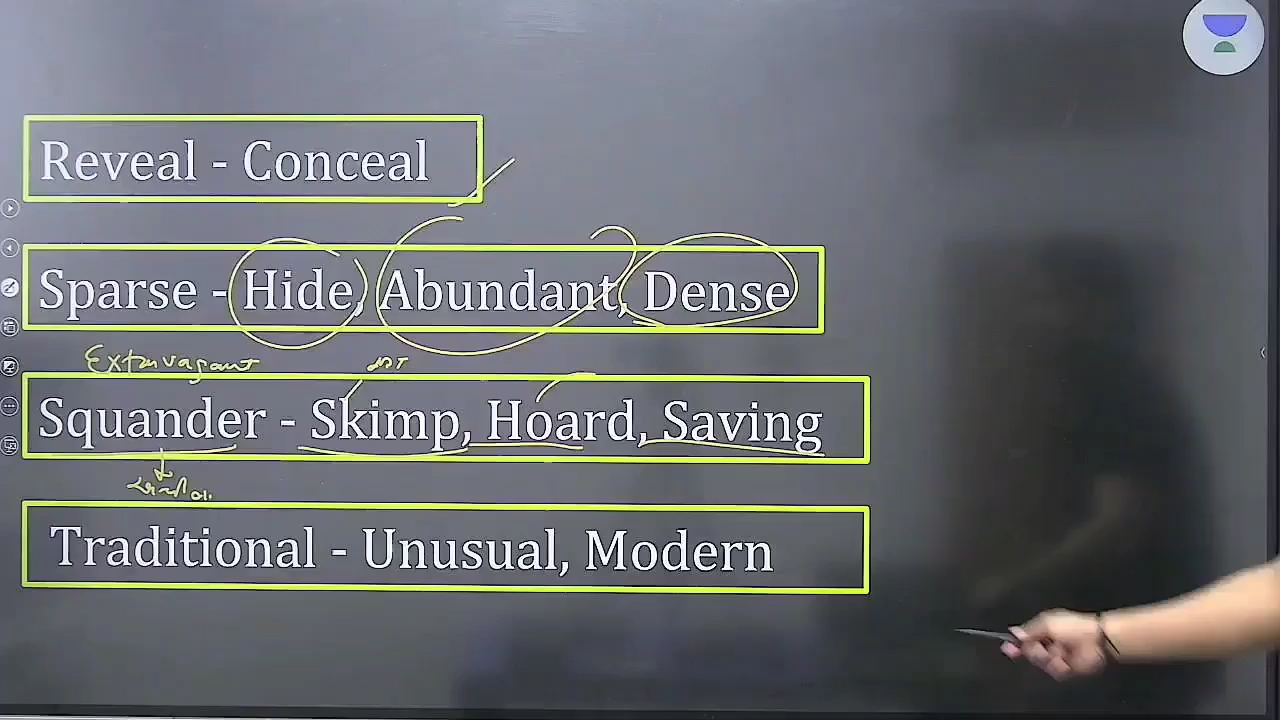 Reveal - Conceal
Sparse - Hide, Abundant, Dense
Extravagant
Squander - Skimp, Hoard, Saving
Traditional - Unusual, Modern